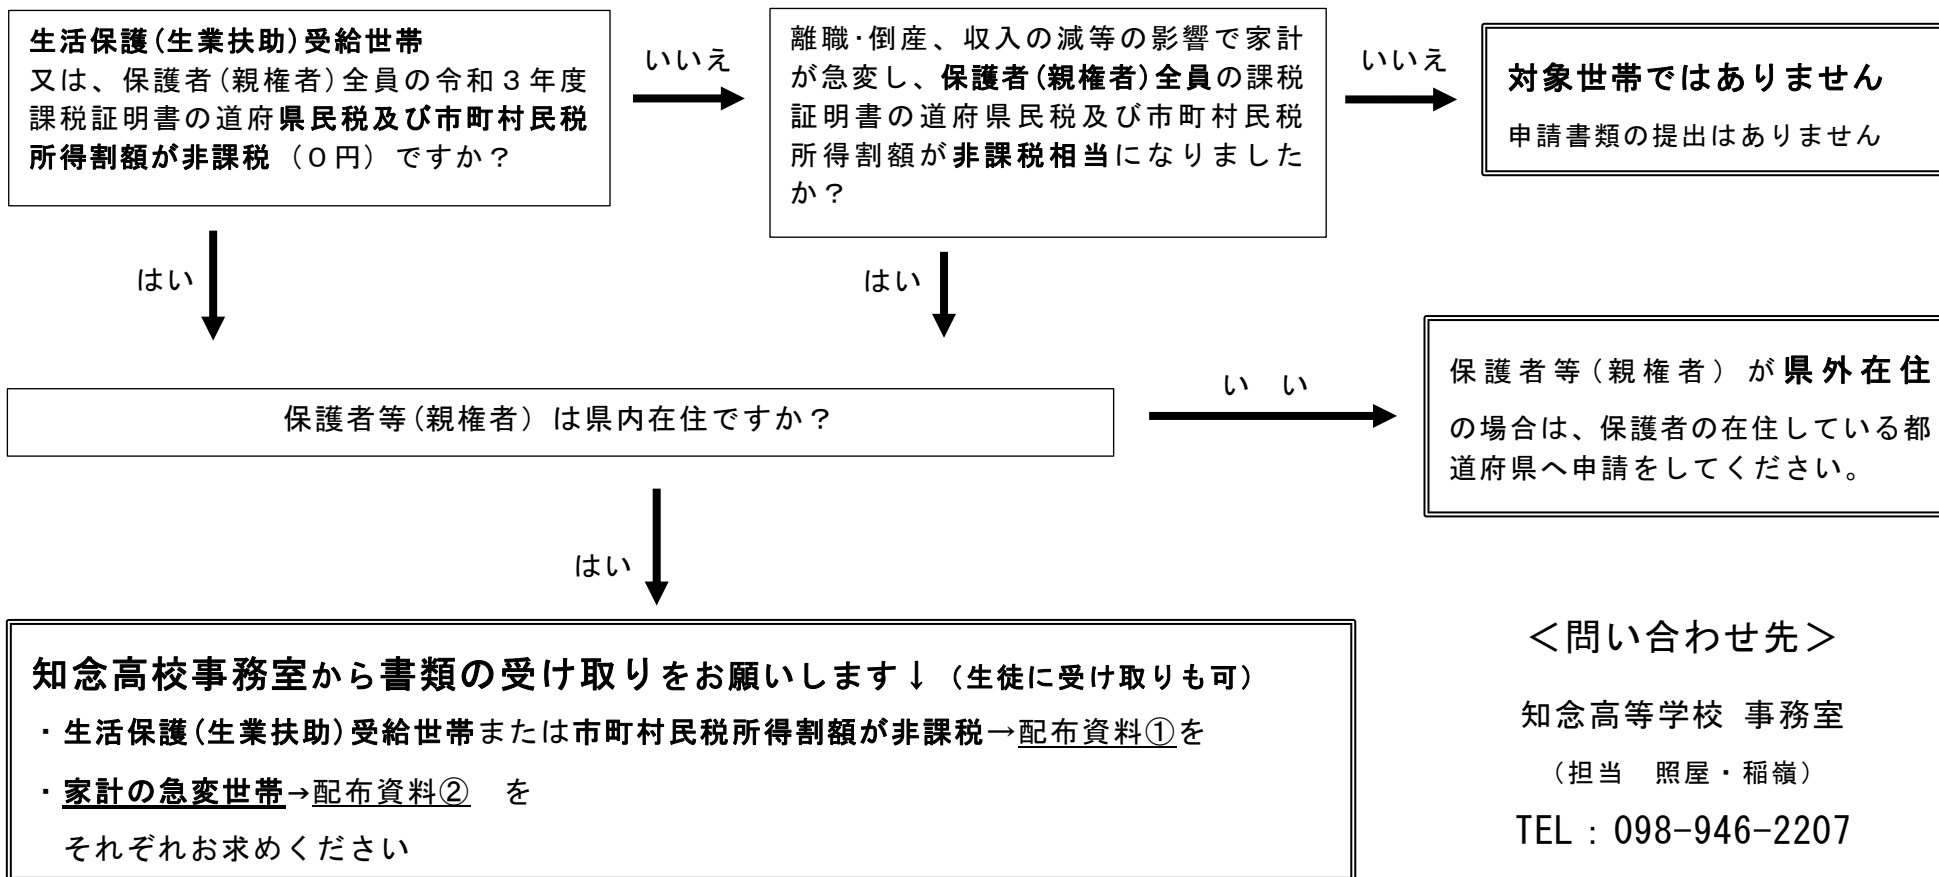 生活保護(生業扶助)受給世帯
又は、保護者(親権者)全員の令和3年度
課税証明書の道府県民税及び市町村民税
所得割額が非課税（0円）ですか？
いいえ
離職･倒産、収入の減等の影響で家計
が急変し、保護者(親権者)全員の課税
証明書の道府県民税及び市町村民税
所得割額が非課税相当になりました
か？
いいえ
対象世帯ではありません
申請書類の提出はありません
はい
はい
保護者等(親権者）は県内在住ですか？
い　い
保護者等(親権者）が県外在住
の場合は、保護者の在住している都
道府県へ申請をしてください。
はい
知念高校事務室から書類の受け取りをお願いします↓（生徒に受け取りも可）
・生活保護(生業扶助)受給世帯または市町村民税所得割額が非課税→配布資料①を
・家計の急変世帯→配布資料②　を
それぞれお求めください
＜問い合わせ先＞
知念高等学校 事務室
（担当　照屋・稲嶺）
TEL：098-946-2207